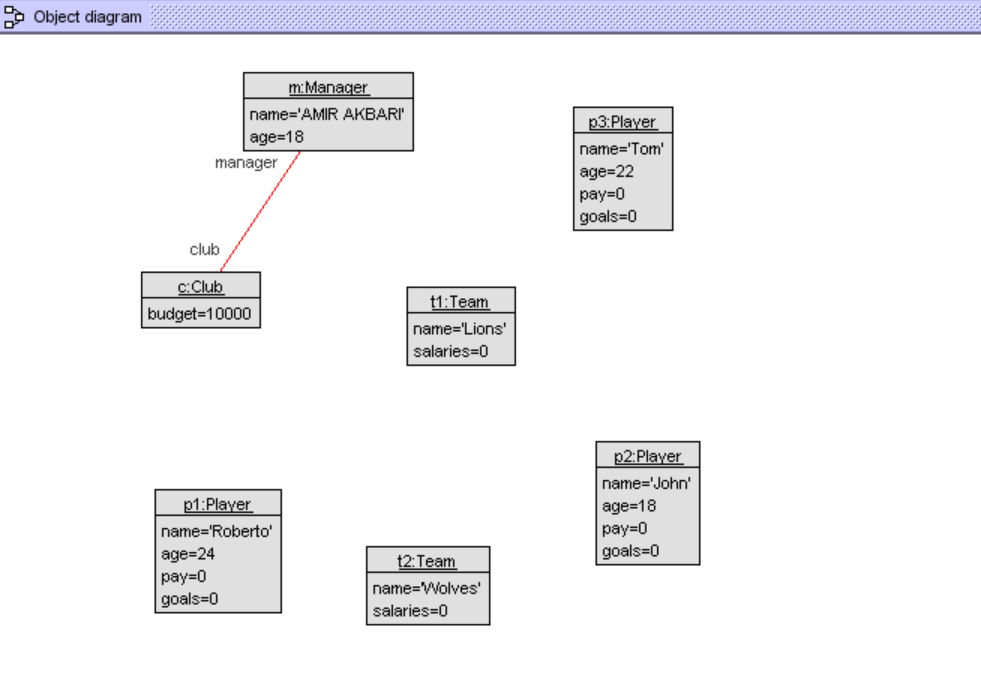 Object diagram
m:Manager
name='AMIR AKBARI'
age=18
manager
p3:Player
name='Tom'
age=22
pay=0
goals=0
club
c:Club
budget=10000
t1:Team
name='Lions'
salaries=0
p2:Player
name='John'
age=18
pay=0
goals=0
p1:Player
name='Roberto'
age=24
pay=0
goals=0
t2:Team
name='Wolves'
salaries=0